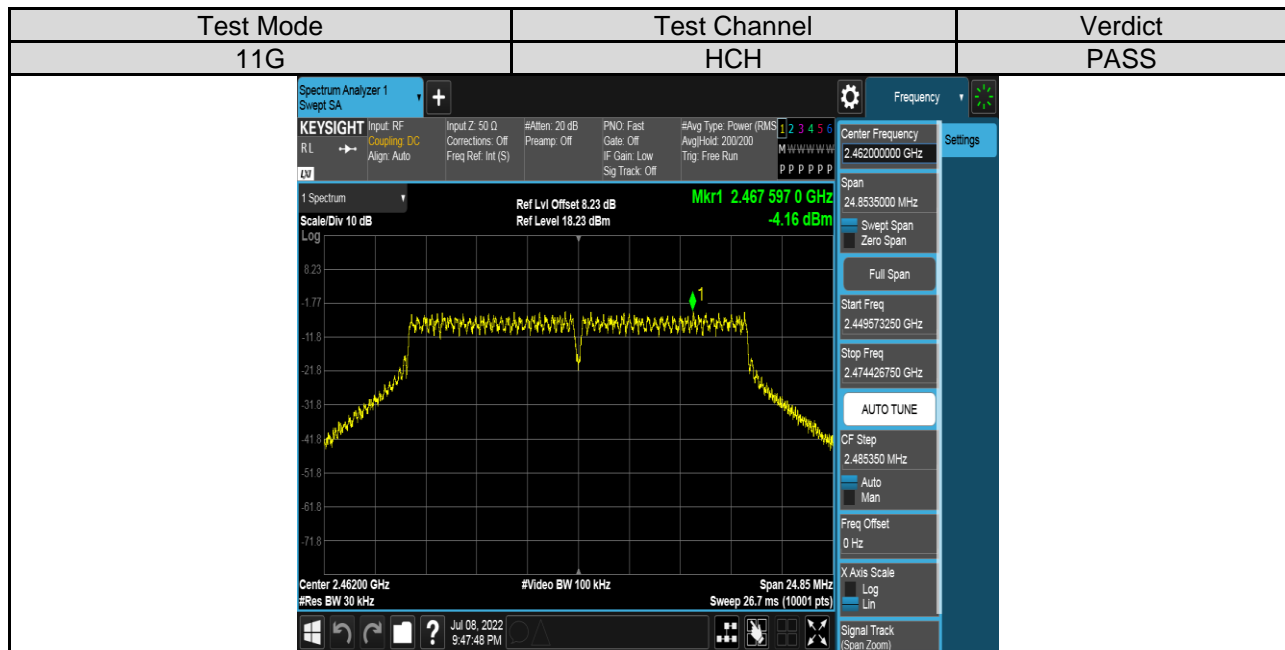 Test Mode Test Channel Verdict
11G HCH PASS
Spectrum Analyzer 1
Swept SA
+
Frequency
KEYSIGHT Input: RF Input Z: 50 Ω #Atten: 20 dB PNO: Fast #Avg Type: Power (RMS 1 2 3 4 5 6
RL Coupling: DC Corrections: Off Preamp: Off Gate: Off Avg|Hold: 200/200 M W W W W W
Align: Auto Freq Ref: Int (S) IF Gain: Low Trig: Free Run
LXI Sig Track: Off P P P P P P
1 Spectrum Ref Lvl Offset 8.23 dB Mkr1 2.467 597 0 GHz
Scale/Div 10 dB Ref Level 18.23 dBm -4.16 dBm
Log
8.23
1
-1.77
-11.8
-21.8
-31.8
-41.8
-51.8
-61.8
-71.8
Center 2.46200 GHz #Video BW 100 kHz Span 24.85 MHz
#Res BW 30 kHz Sweep 26.7 ms (10001 pts)
? Jul 08, 2022
9:47:48 PM
Center Frequency
2.462000000 GHz
Settings
Span
24.8535000 MHz
Swept Span
Zero Span
Full Span
Start Freq
2.449573250 GHz
Stop Freq
2.474426750 GHz
AUTO TUNE
CF Step
2.485350 MHz
Auto
Man
Freq Offset
0 Hz
X Axis Scale
Log
Lin
Signal Track
(Span Zoom)